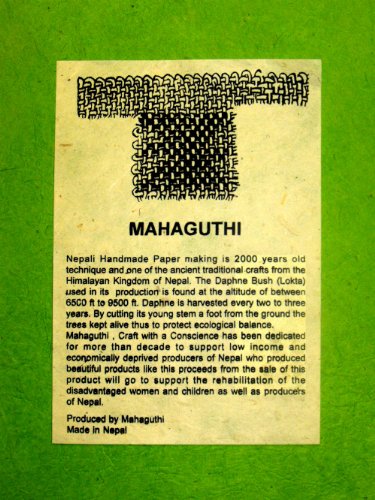 MAHAGUTHI
Nepali Handmade Paper making is 2000 years old
technique and one of the ancient traditional crafts from the
Himalayan Kingdom of Nepal. The Daphne Bush (Lokta)
used in its production is found at the altitude of between
6500 ft to 9500 ft. Daphne is harvested every two to three
years. By cutting its young stem a foot from the ground the
trees kept alive thus to protect ecological balance.
Mahaguthi , Craft with a Conscience has been dedicated
for more than decade to support low income and
economically deprived producers of Nepal who produced
beautiful products like this proceeds from the sale of this
product will go to support the rehabilitation of the
disadvantaged women and children as well as producers
of Nepal.
Produced by Mahaguthi
Made in Nepal